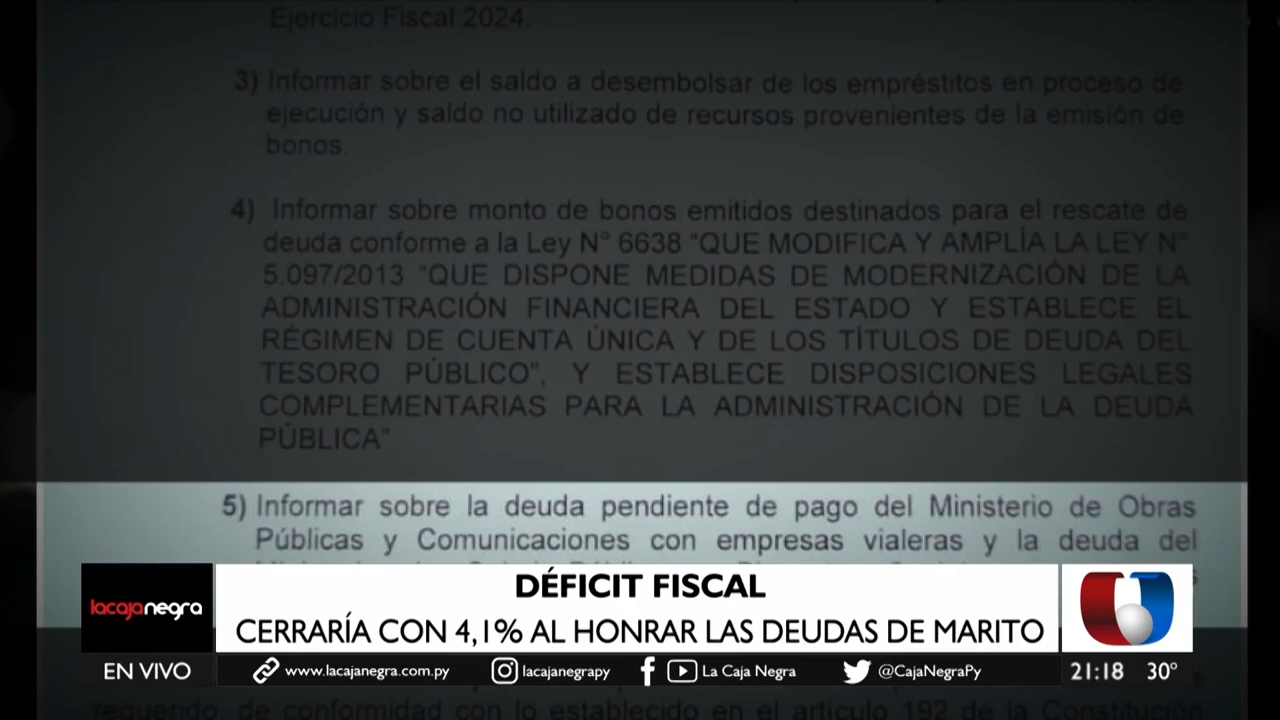 Ejercicio Fiscal 2024.
3) Informar sobre el saldo a desembolsar de los empréstitos en proceso de
ejecución y saldo no utilizado de recursos provenientes de la emisión de
bonos.
4) Informar sobre monto de bonos emitidos destinados para el rescate de
deuda conforme a la Ley N° 6638 “QUE MODIFICA Y AMPLÍA LA LEY N°
5.097/2013 “QUE DISPONE MEDIDAS DE MODERNIZACIÓN DE LA
ADMINISTRACIÓN FINANCIERA DEL ESTADO Y ESTABLECE EL
RÉGIMEN DE CUENTA ÚNICA Y DE LOS TÍTULOS DE DEUDA DEL
TESORO PÚBLICO”, Y ESTABLECE DISPOSICIONES LEGALES
COMPLEMENTARIAS PARA LA ADMINISTRACIÓN DE LA DEUDA
PÚBLICA”
5) Informar sobre la deuda pendiente de pago del Ministerio de Obras
Públicas y Comunicaciones con empresas vialeras y la deuda del
lacajanegra
DÉFICIT FISCAL
CERRARÍA CON 4,1% AL HONRAR LAS DEUDAS DE MARITO
EN VIVO
www.lacajanegra.com.py
lacajanegrapy
La Caja Negra
@CajaNegraPy
21:18 30°
requerido, de conformidad con lo establecido en el artículo 192 de la Constitución